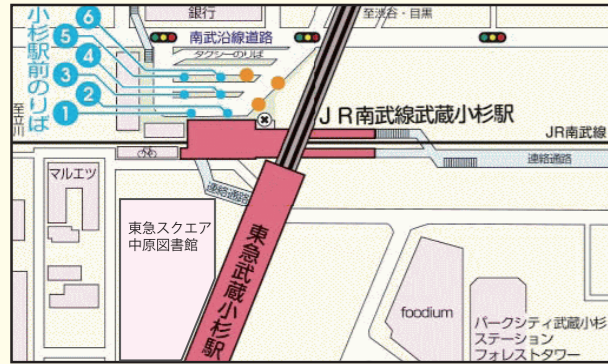 銀行
至渋谷・目黒
南武沿線道路
タクシーのりば
小杉駅前のりば
6
5
4
3
2
1
至立川
JR南武線武蔵小杉駅
JR南武線
連絡通路
マルエツ
連絡通路
東急スクエア
中原図書館
東急武蔵小杉駅
foodium
パークシティ武蔵小杉
ステーション
フォレストタワー